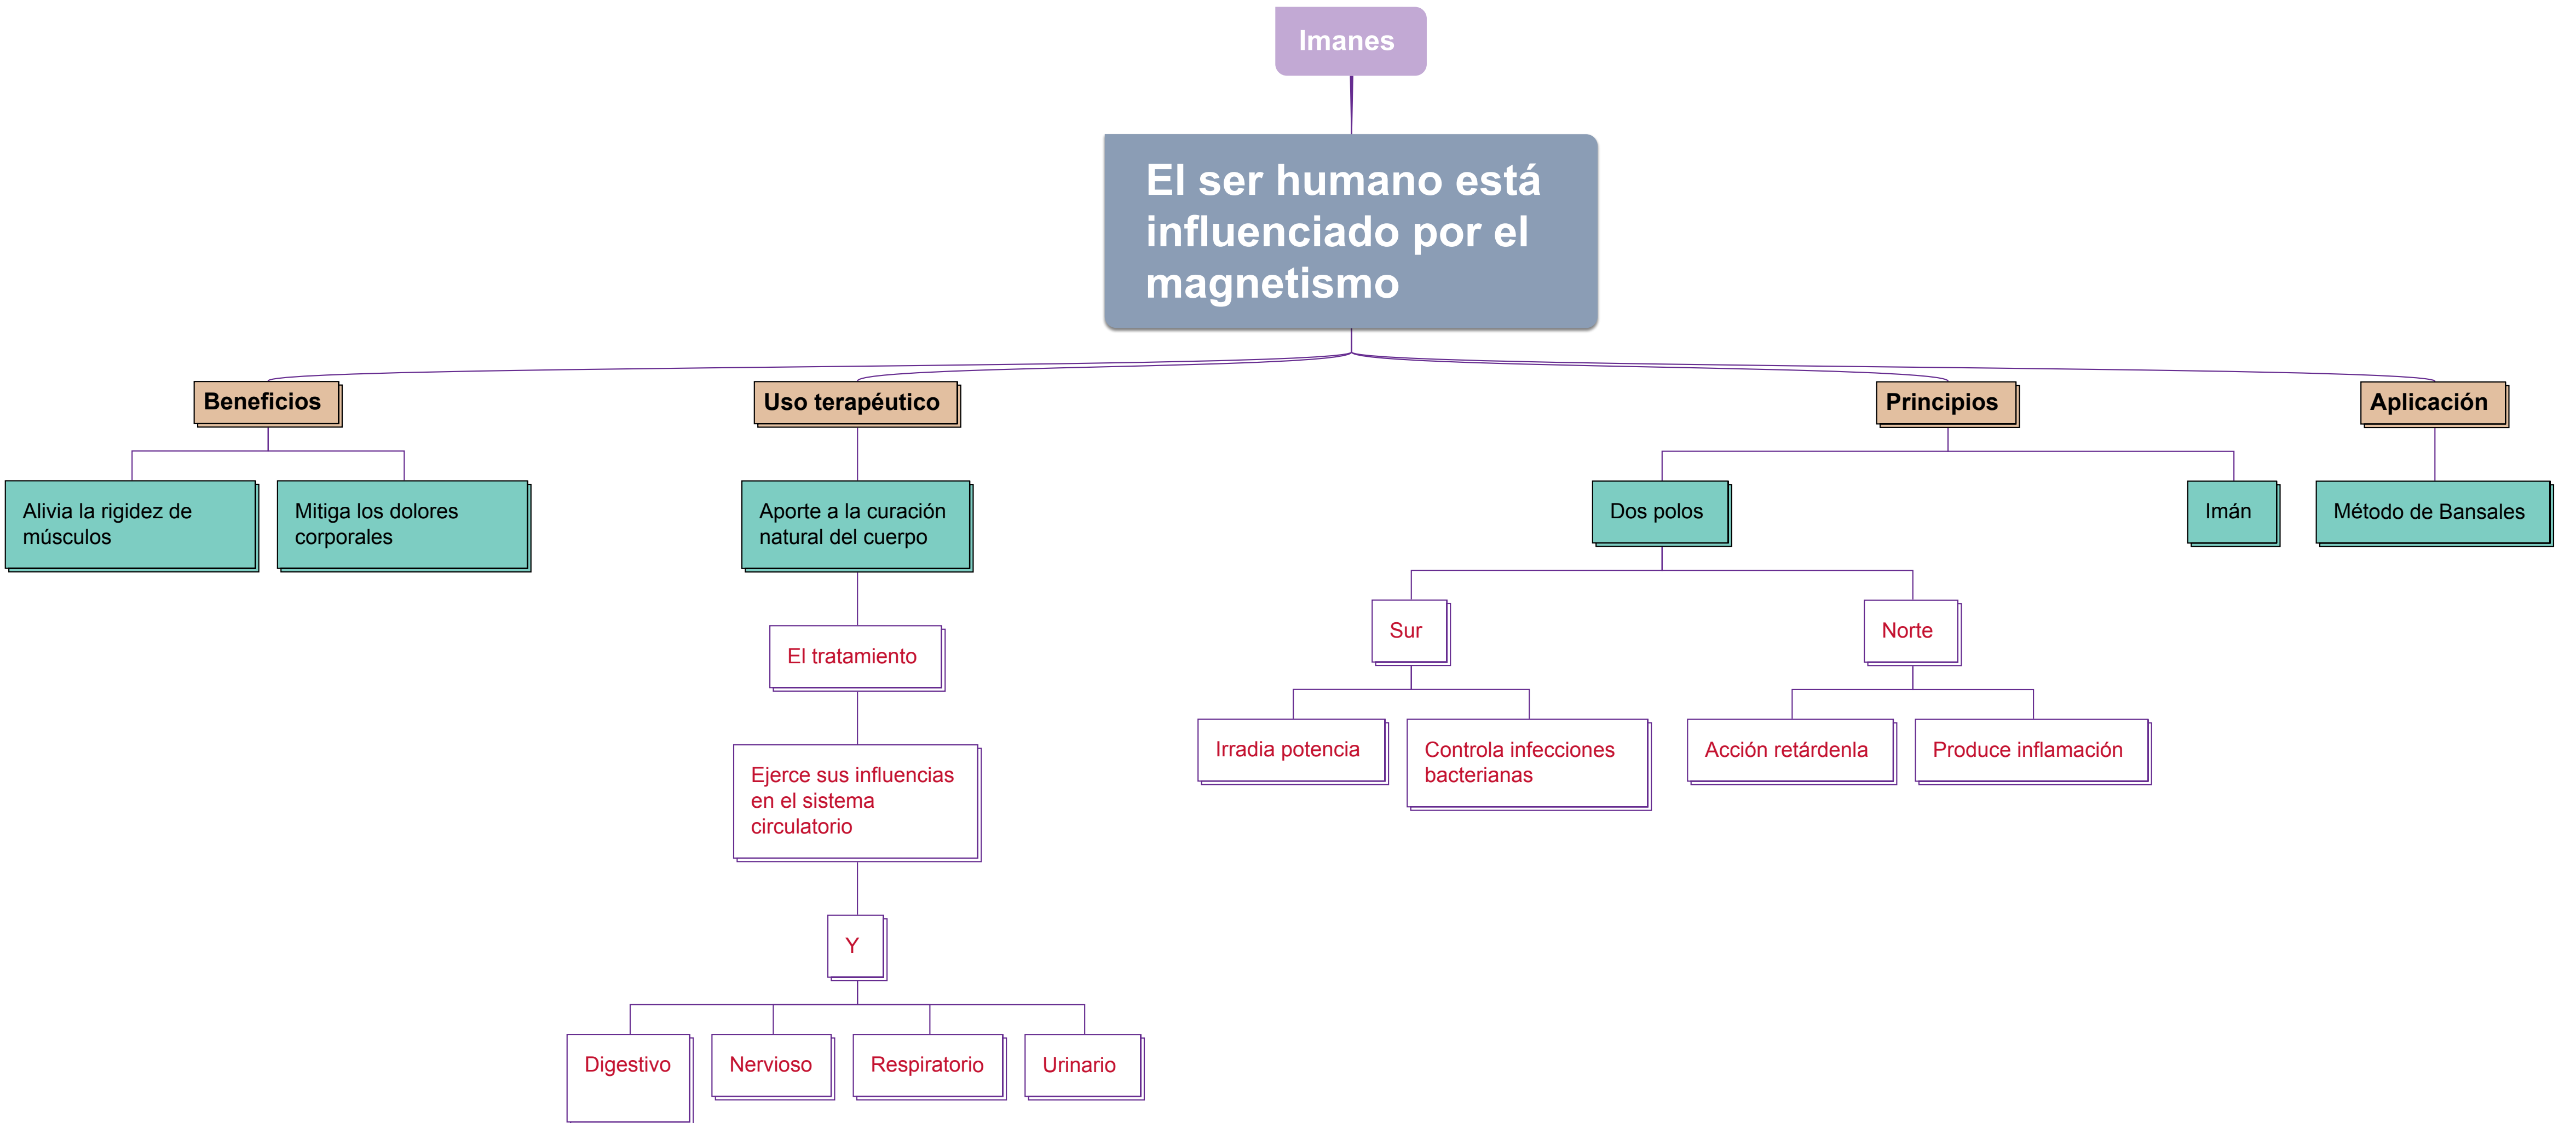 Imanes
El ser humano está
influenciado por el
magnetismo
Beneficios
Uso terapéutico
Principios
Aplicación
Alivia la rigidez de
músculos
Mitiga los dolores
corporales
Aporte a la curación
natural del cuerpo
Dos polos
Imán
Método de Bansales
El tratamiento
Sur
Norte
Ejerce sus influencias
en el sistema
circulatorio
Irradia potencia
Controla infecciones
bacterianas
Acción retárdenla
Produce inflamación
Y
Digestivo
Nervioso
Respiratorio
Urinario